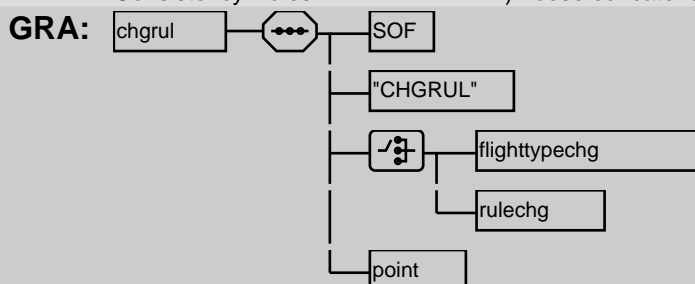 GRA: chgrul SOF
"CHGRUL"
flighttypechg
rulechg
point